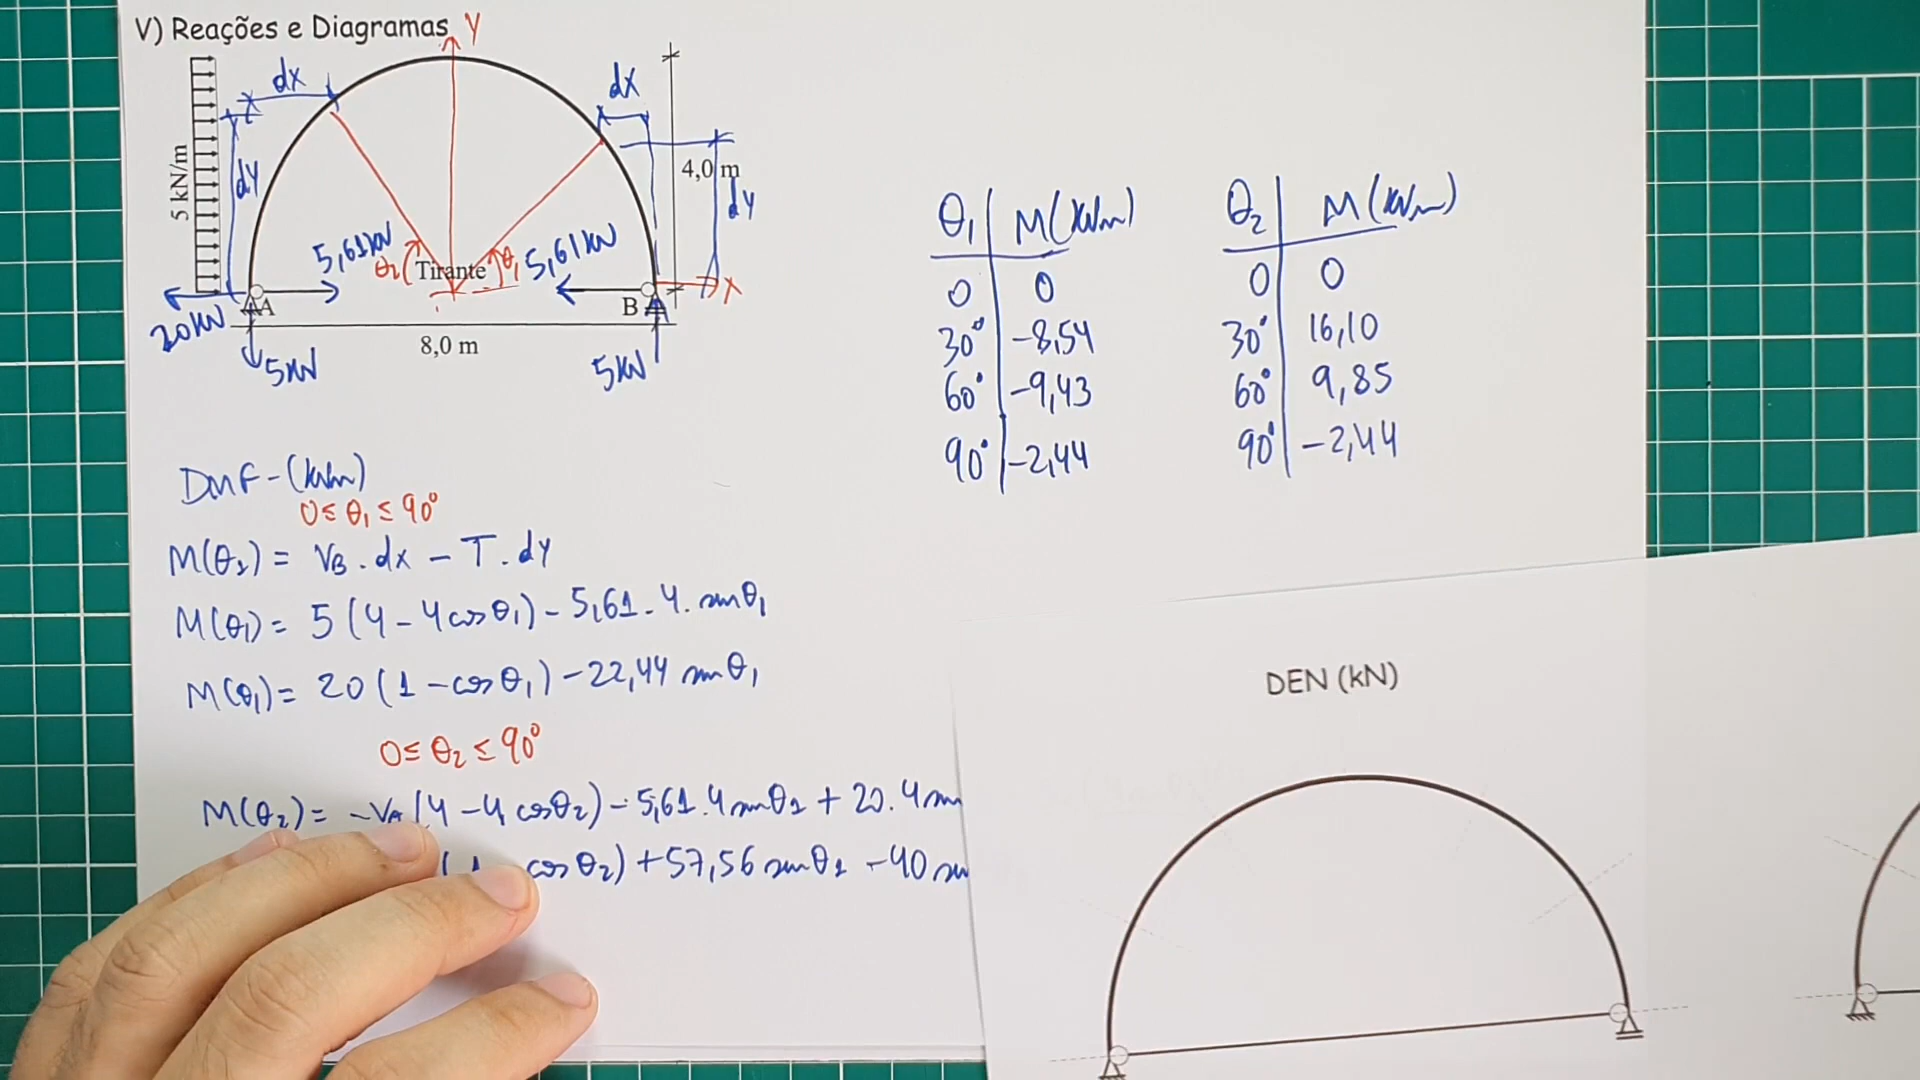 V) Reações e Diagramas Y
dx dx
5 kN/m dy 4,0 m dy
5,61kN θ₂ Tirante θ₁ 5,61kN
20kN A B X
5kN 8,0 m 5kN
θ₁ M(kNm)
0 0
30° -8,54
60° -9,43
90° -2,44
θ₂ M(kNm)
0 0
30° 16,10
60° 9,85
90° -2,44
DMF-(kNm)
0≤ θ₁ ≤ 90°
M(θ₁) = VB . dx - T . dy
M(θ₁) = 5 (4 - 4cosθ₁) - 5,61 . 4 . senθ₁
M(θ₁) = 20 (1 - cosθ₁) - 22,44 senθ₁
0≤ θ₂ ≤ 90°
M(θ₂) = -VA (4 - 4 cosθ₂) - 5,61.4 senθ₂ + 20.4 sen
cosθ₂) + 57,56 senθ₂ - 40 se
DEN (kN)